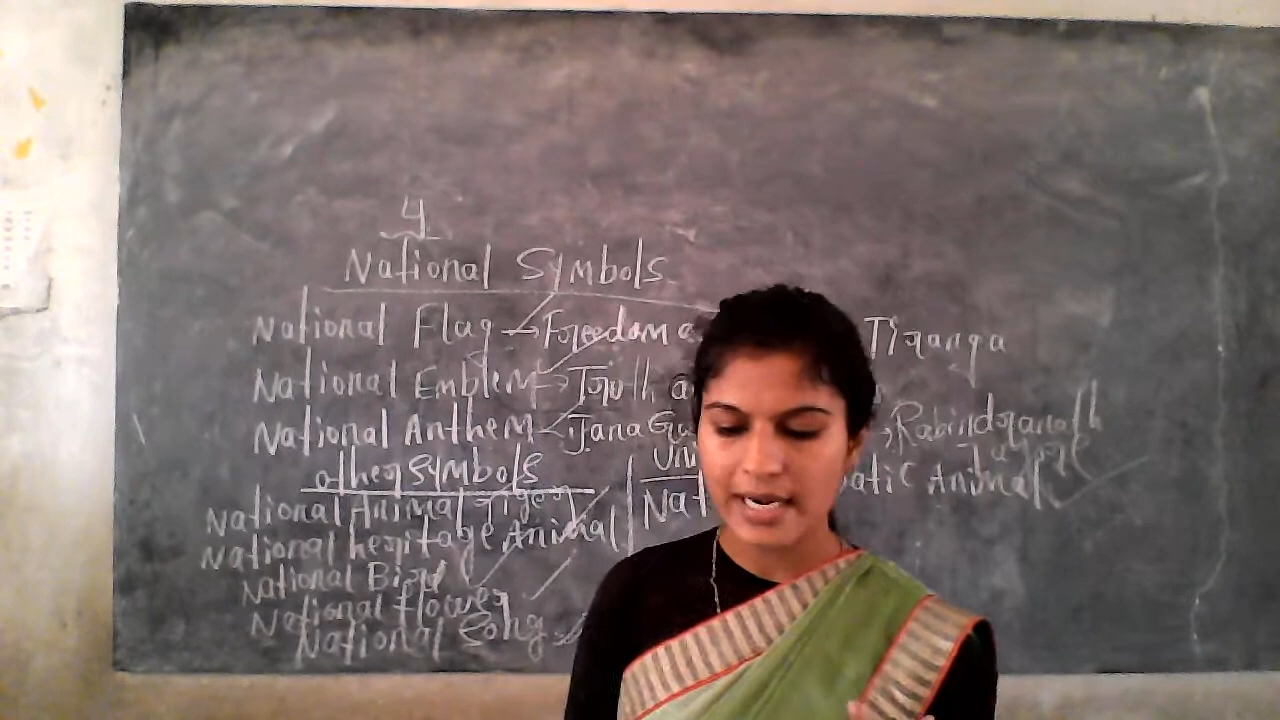 4
National Symbols
National Flag → Freedom Tiranga
National Emblem → Truth
National Anthem Jana Rabindranath Tagore
other symbols
National Animal Tiger
National heritage Animal
National Bird
National flower
National Song
Animal